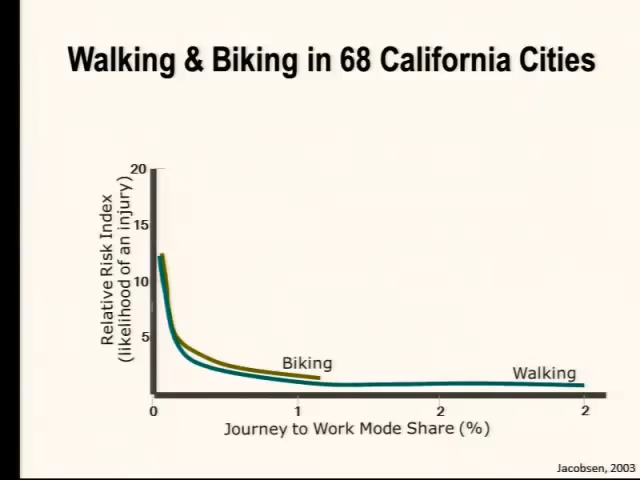 Walking & Biking in 68 California Cities
20
15
10
5
Relative Risk Index
(likelihood of an injury)
Biking
Walking
0 1 2 2
Journey to Work Mode Share (%)
Jacobsen, 2003